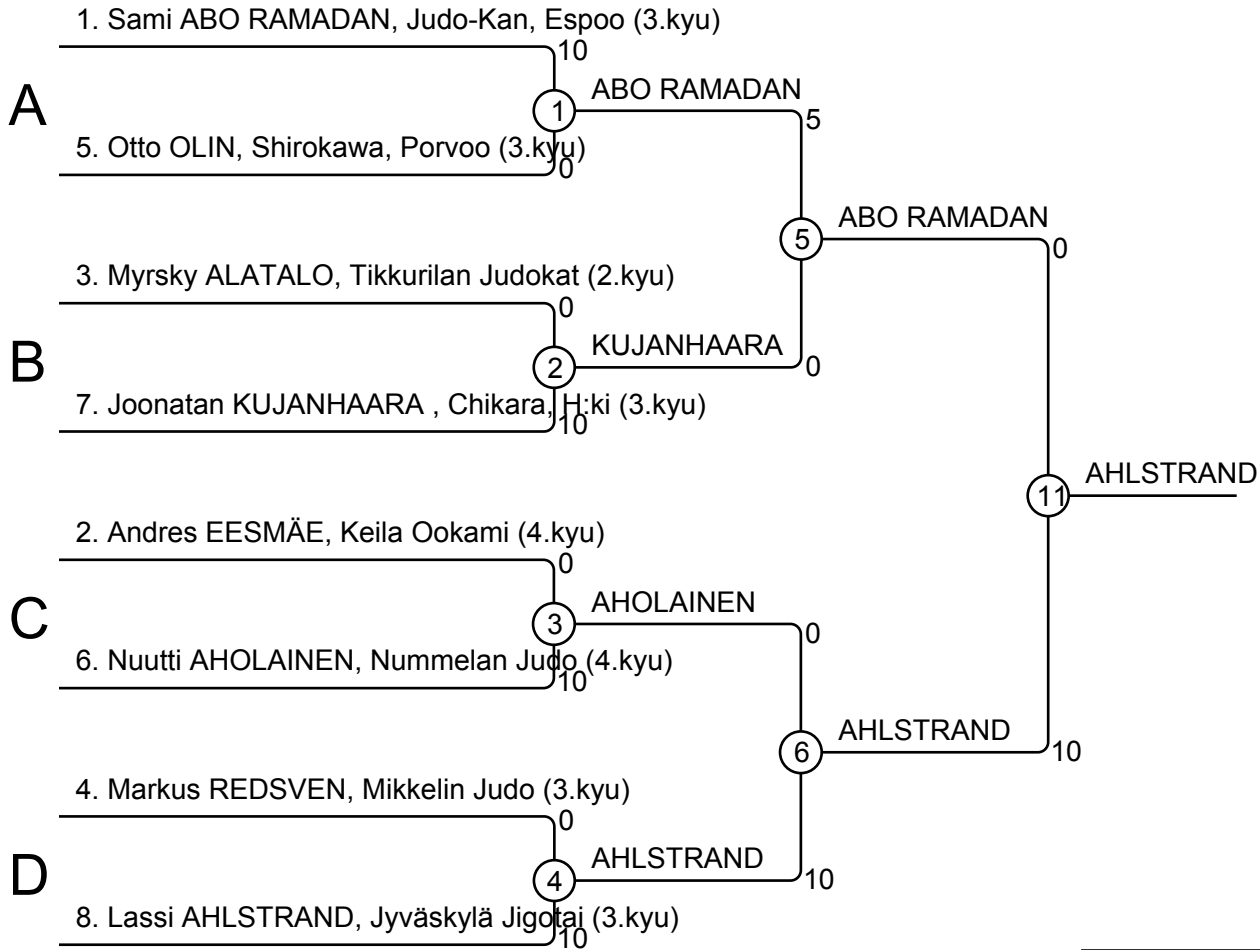 1. Sami ABO RAMADAN, Judo-Kan, Espoo (3.kyu)
10
A
1
ABO RAMADAN
5
5. Otto OLIN, Shirokawa, Porvoo (3.kyu)
0
5
ABO RAMADAN
0
3. Myrsky ALATALO, Tikkurilan Judokat (2.kyu)
0
B
2
KUJANHAARA
0
7. Joonatan KUJANHAARA , Chikara, H:ki (3.kyu)
10
11
AHLSTRAND
2. Andres EESMÄE, Keila Ookami (4.kyu)
0
C
3
AHOLAINEN
0
6. Nuutti AHOLAINEN, Nummelan Judo (4.kyu)
10
6
AHLSTRAND
10
4. Markus REDSVEN, Mikkelin Judo (3.kyu)
0
D
4
AHLSTRAND
10
8. Lassi AHLSTRAND, Jyväskylä Jigotai (3.kyu)
10